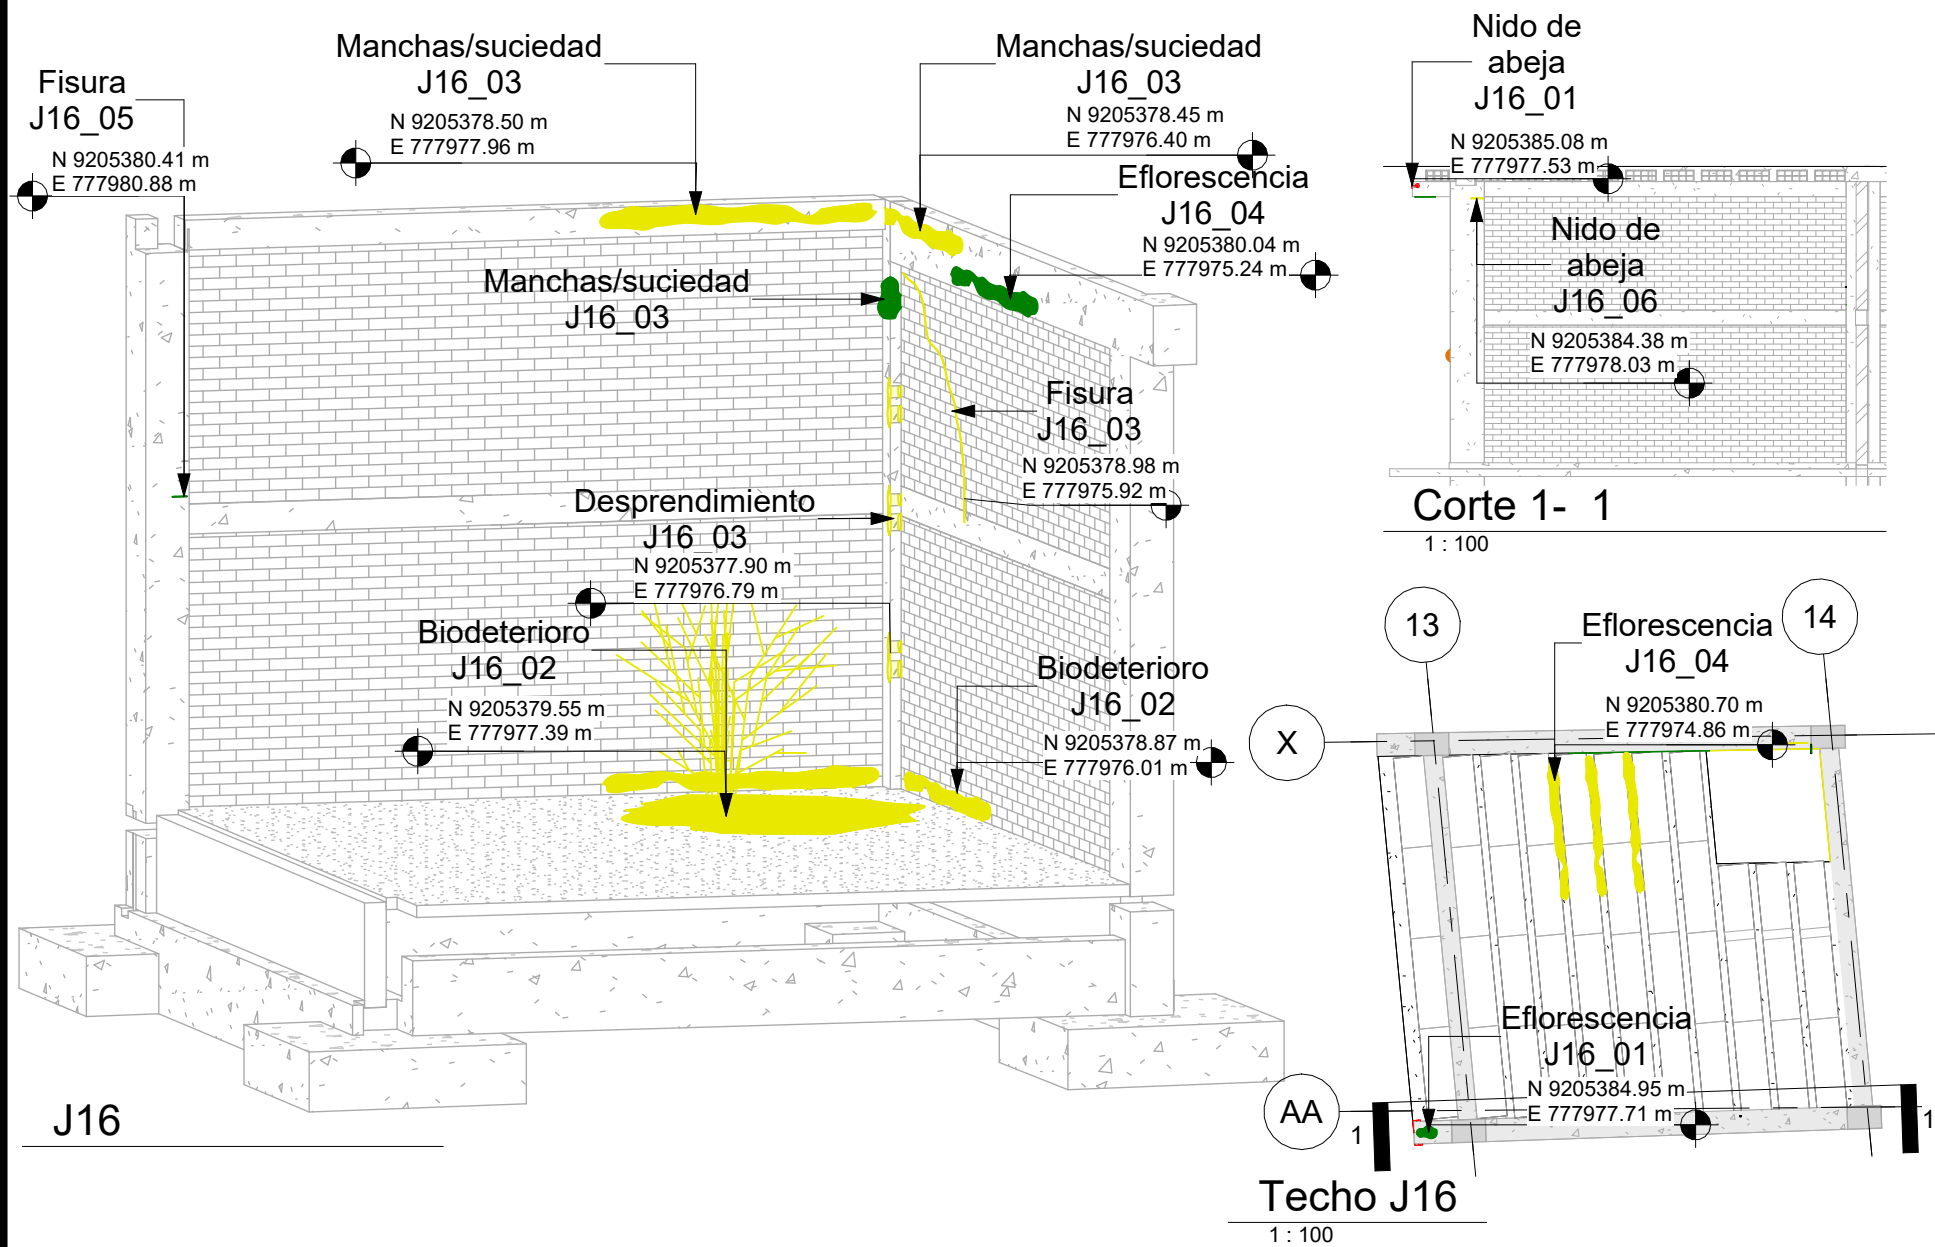 Fisura
J16_05
N 9205380.41 m
E 777980.88 m
Manchas/suciedad
J16_03
N 9205378.50 m
E 777977.96 m
Manchas/suciedad
J16_03
N 9205378.45 m
E 777976.40 m
Eflorescencia
J16_04
N 9205380.04 m
E 777975.24 m
Manchas/suciedad
J16_03
Fisura
J16_03
N 9205378.98 m
E 777975.92 m
Desprendimiento
J16_03
N 9205377.90 m
E 777976.79 m
Biodeterioro
J16_02
N 9205379.55 m
E 777977.39 m
Biodeterioro
J16_02
N 9205378.87 m
E 777976.01 m
J16
Nido de
abeja
J16_01
N 9205385.08 m
E 777977.53 m
Nido de
abeja
J16_06
N 9205384.38 m
E 777978.03 m
Corte 1- 1
1 : 100
13
14
Eflorescencia
J16_04
N 9205380.70 m
E 777974.86 m
X
Eflorescencia
J16_01
N 9205384.95 m
E 777977.71 m
AA
1
1
Techo J16
1 : 100